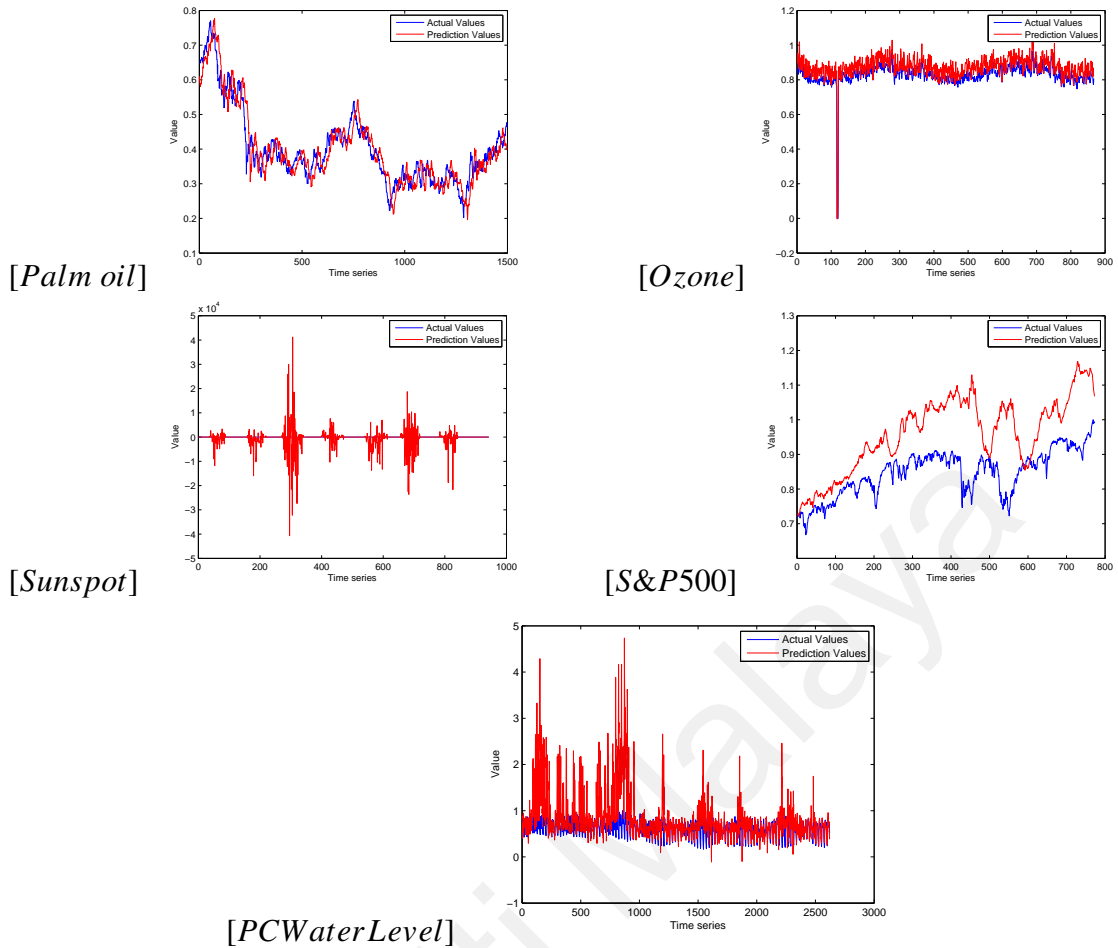 0.8
0.7
0.6
0.5
0.4
0.3
0.2
0.1
0 500 1000 1500
Value
Time series
Actual Values
Prediction Values
[Palm oil]
1.2
1
0.8
0.6
0.4
0.2
0
−0.2
0 100 200 300 400 500 600 700 800 900
Value
Time series
Actual Values
Prediction Values
[Ozone]
x 10^4
5
4
3
2
1
0
−1
−2
−3
−4
−5
0 200 400 600 800 1000
Value
Time series
Actual Values
Prediction Values
[Sunspot]
1.3
1.2
1.1
1
0.9
0.8
0.7
0 100 200 300 400 500 600 700 800
Value
Time series
Actual Values
Prediction Values
[S&P500]
5
4
3
2
1
0
−1
0 500 1000 1500 2000 2500 3000
Value
Time series
Actual Values
Prediction Values
[PCWaterLevel]
ti Malaya